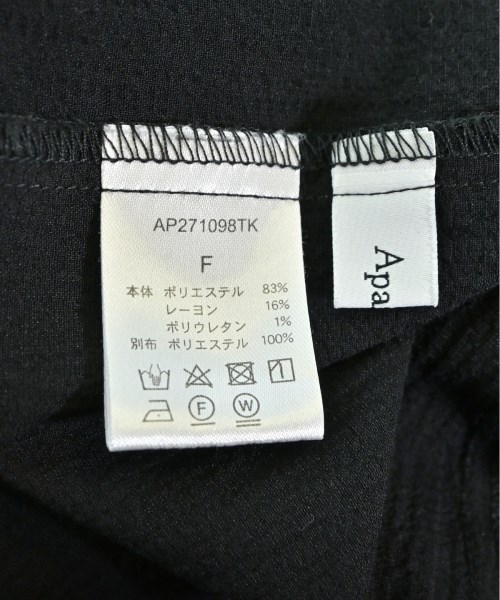 AP271098TK
F
本体 ポリエステル 83%
レーヨン 16%
ポリウレタン 1%
別布 ポリエステル 100%
F W
Apa